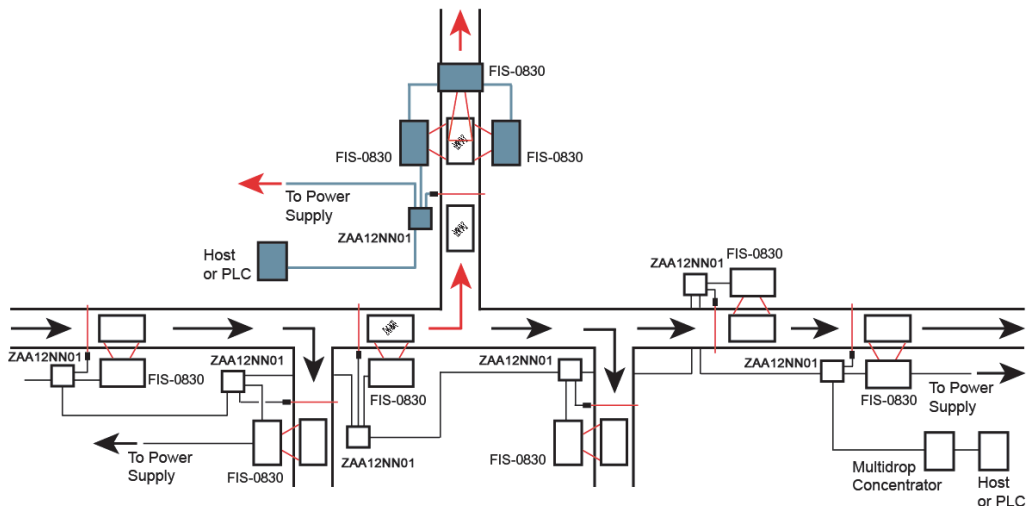 FIS-0830
FIS-0830
FIS-0830
To Power
Supply
ZAA12NN01
Host
or PLC
FIS-0830
ZAA12NN01
ZAA12NN01
ZAA12NN01
ZAA12NN01
ZAA12NN01
FIS-0830
FIS-0830
FIS-0830
To Power
Supply
To Power
Supply
FIS-0830
ZAA12NN01
FIS-0830
Multidrop
Concentrator
Host
or PLC